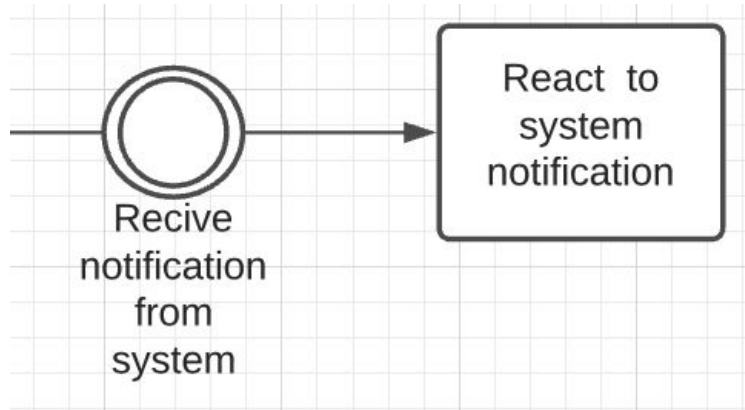 React to
system
notification
Recive
notification
from
system